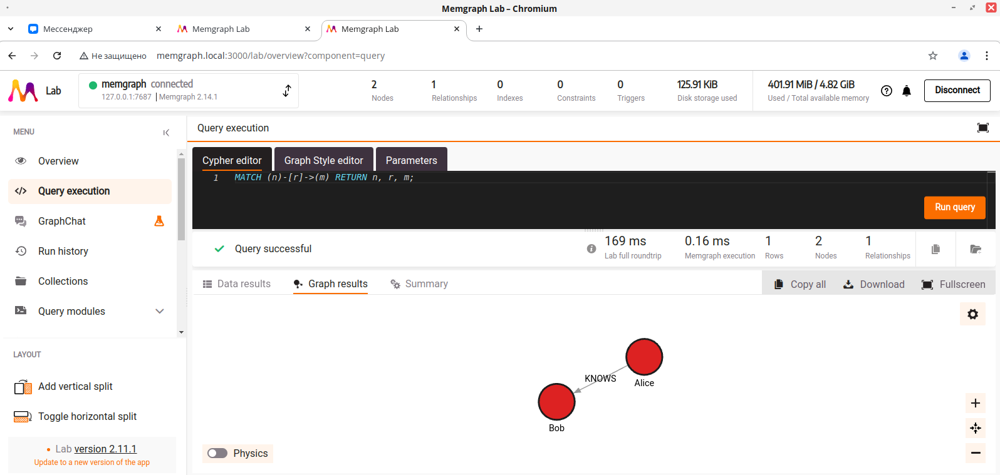 Memgraph Lab – Chromium
Мессенджер
Memgraph Lab
Memgraph Lab
Не защищено
memgraph.local:3000/lab/overview?component=query
Lab
memgraph connected
127.0.0.1:7687 | Memgraph 2.14.1
2
Nodes
1
Relationships
0
Indexes
0
Constraints
0
Triggers
125.91 KiB
Disk storage used
401.91 MiB / 4.82 GiB
Used / Total available memory
Disconnect
MENU
Overview
Query execution
GraphChat
Run history
Collections
Query modules
LAYOUT
Add vertical split
Toggle horizontal split
Lab version 2.11.1
Update to a new version of the app
Query execution
Cypher editor
Graph Style editor
Parameters
1 MATCH (n)-[r]->(m) RETURN n, r, m;
Run query
Query successful
169 ms
Lab full roundtrip
0.16 ms
Memgraph execution
1
Rows
2
Nodes
1
Relationships
Data results
Graph results
Summary
Copy all
Download
Fullscreen
KNOWS
Alice
Bob
Physics